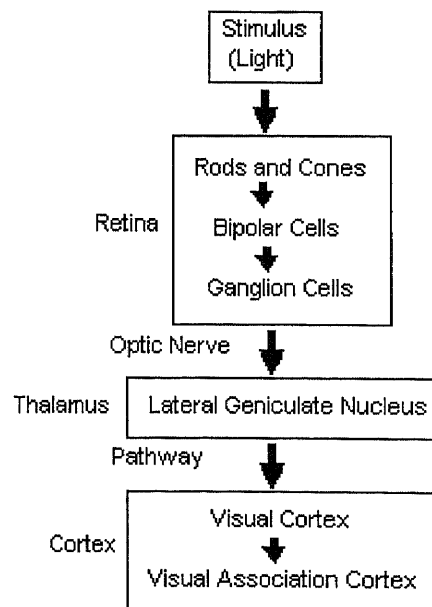 Stimulus
(Light)
Rods and Cones
Retina
Bipolar Cells
Ganglion Cells
Optic Nerve
Thalamus
Lateral Geniculate Nucleus
Pathway
Visual Cortex
Cortex
Visual Association Cortex